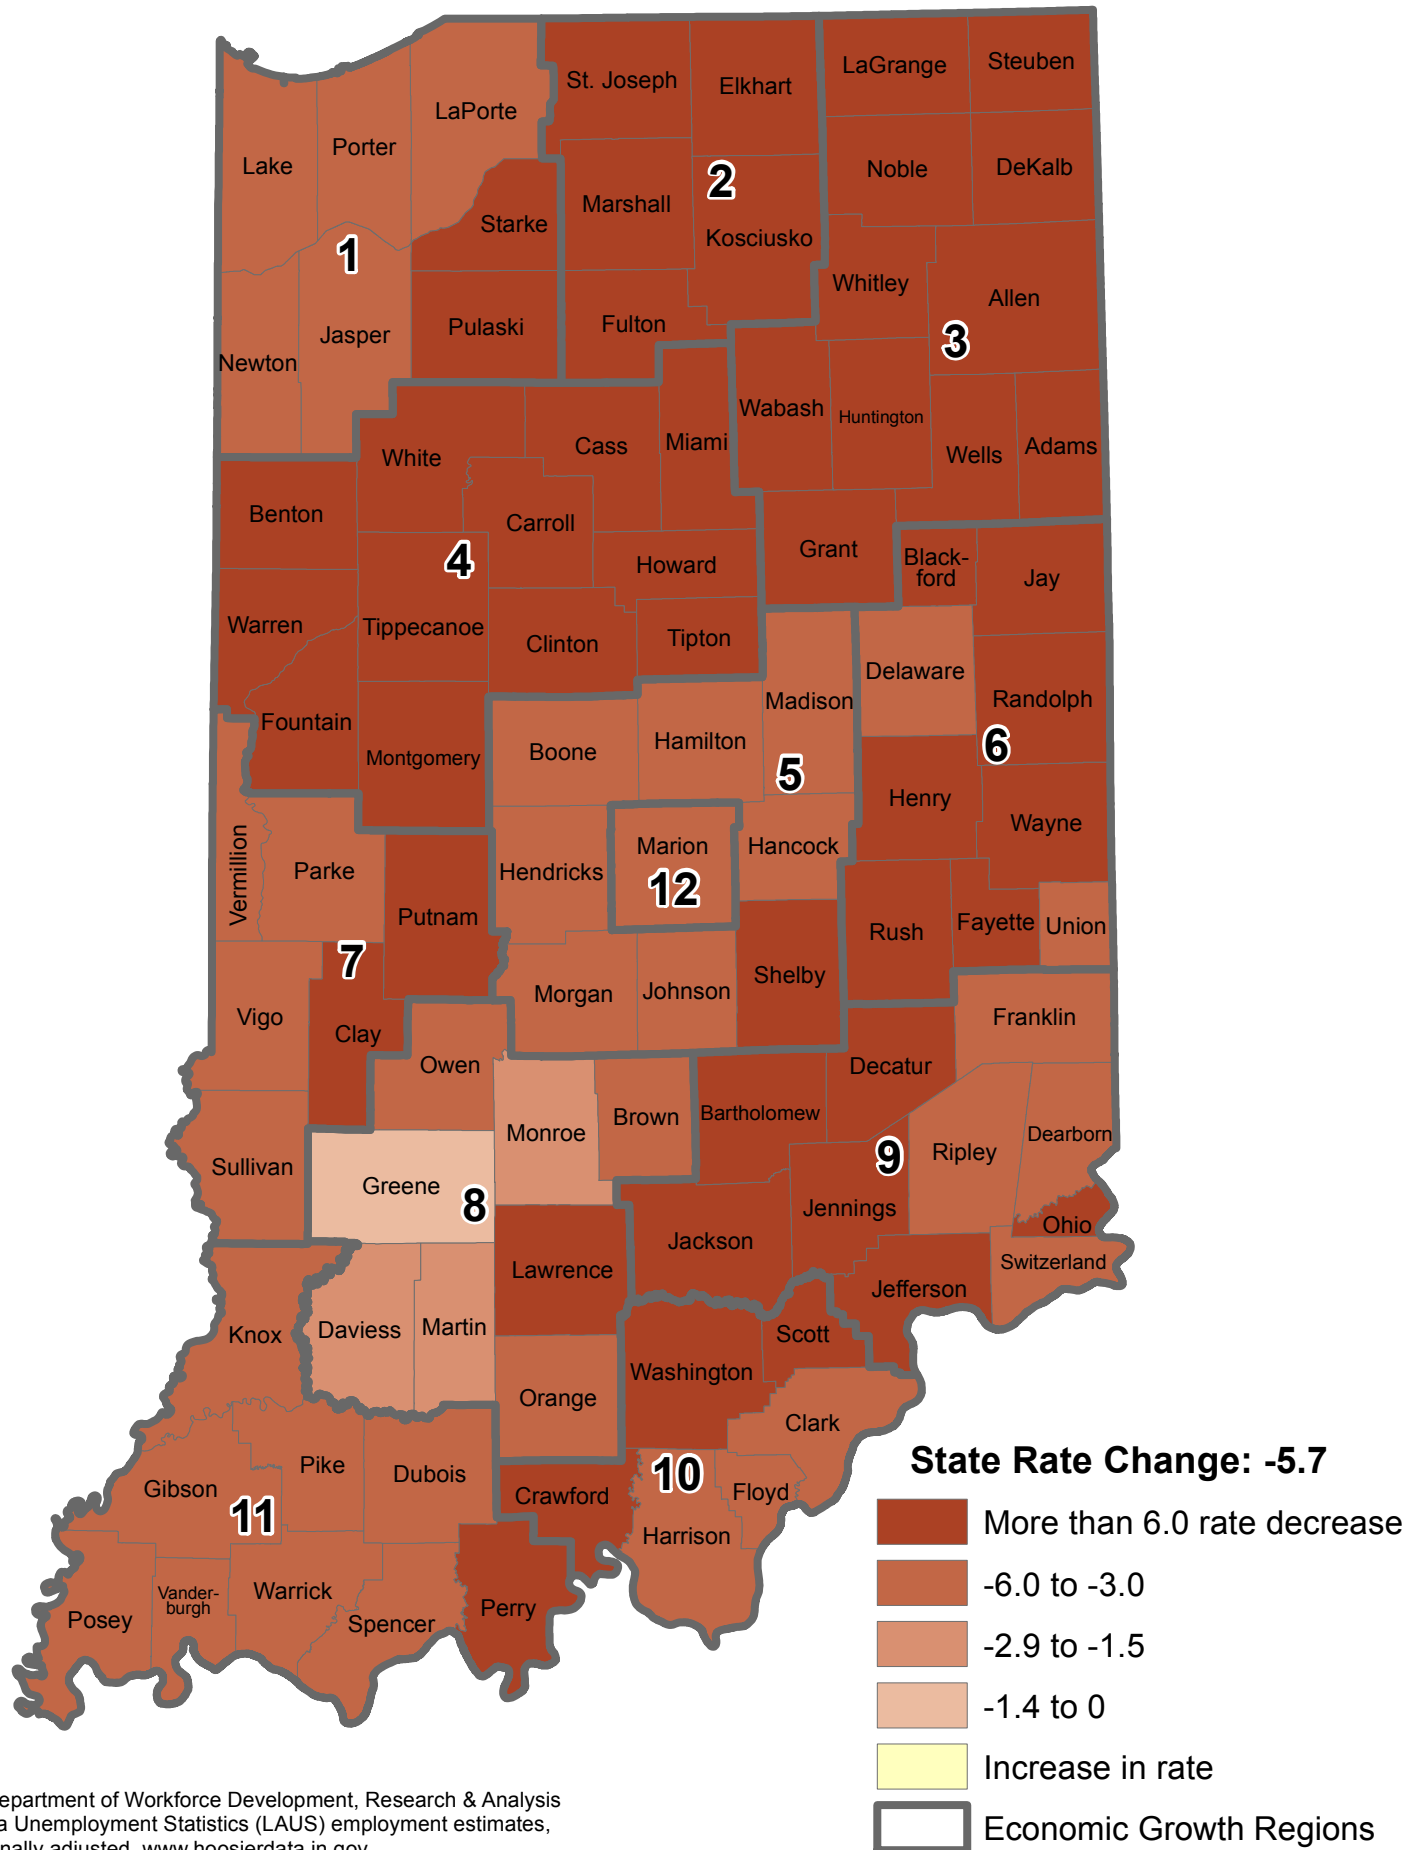 St. Joseph
Elkhart
LaGrange
Steuben
LaPorte
Porter
Lake
Noble
DeKalb
2
Marshall
Starke
Kosciusko
1
Whitley
Allen
Jasper
Pulaski
Fulton
3
Newton
Wabash
Huntington
White
Cass
Miami
Wells
Adams
Benton
Carroll
4
Howard
Grant
Black-
ford
Jay
Warren
Tippecanoe
Clinton
Tipton
Delaware
Madison
Randolph
Fountain
Hamilton
6
Montgomery
Boone
5
Henry
Wayne
Vermillion
Parke
Hendricks
Marion
12
Hancock
Putnam
Rush
Fayette
Union
7
Shelby
Morgan
Johnson
Vigo
Clay
Franklin
Owen
Decatur
Monroe
Brown
Bartholomew
Dearborn
Sullivan
9
Ripley
Greene
8
Jennings
Ohio
Jackson
Switzerland
Lawrence
Jefferson
Knox
Daviess
Martin
Scott
Washington
Orange
Clark
Pike
Dubois
10
Gibson
Floyd
11
Crawford
Harrison
Vander-
burgh
Warrick
Perry
Posey
Spencer
State Rate Change: -5.7
More than 6.0 rate decrease
-6.0 to -3.0
-2.9 to -1.5
-1.4 to 0
Increase in rate
Economic Growth Regions
epartment of Workforce Development, Research & Analysis
a Unemployment Statistics (LAUS) employment estimates,
nally adjusted, www.hoosierdata.in.gov